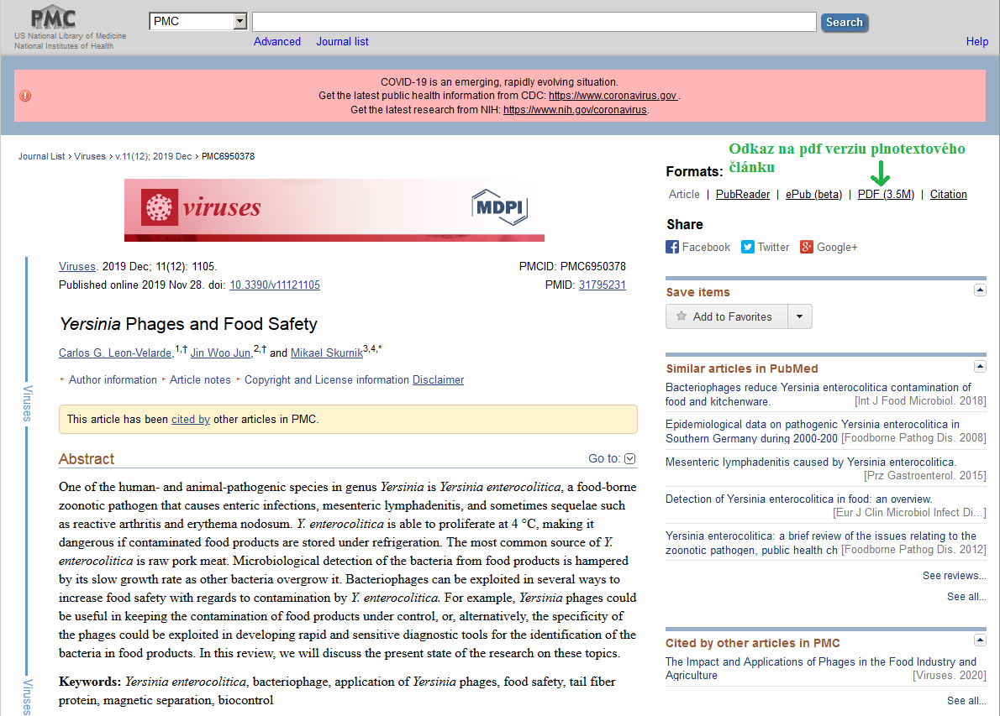 PMC
US National Library of Medicine
National Institutes of Health
PMC
Search
Advanced Journal list
Help
COVID-19 is an emerging, rapidly evolving situation.
Get the latest public health information from CDC: https://www.coronavirus.gov .
Get the latest research from NIH: https://www.nih.gov/coronavirus.
Journal List > Viruses > v.11(12); 2019 Dec > PMC6950378
viruses
MDPI
Viruses. 2019 Dec; 11(12): 1105.
PMCID: PMC6950378
Published online 2019 Nov 28. doi: 10.3390/v11121105
PMID: 31795231
Yersinia Phages and Food Safety
Carlos G. Leon-Velarde,1,† Jin Woo Jun,2,† and Mikael Skurnik3,4,*
Author information Article notes Copyright and License information Disclaimer
This article has been cited by other articles in PMC.
Abstract
Go to:
One of the human- and animal-pathogenic species in genus Yersinia is Yersinia enterocolitica, a food-borne
zoonotic pathogen that causes enteric infections, mesenteric lymphadenitis, and sometimes sequelae such
as reactive arthritis and erythema nodosum. Y. enterocolitica is able to proliferate at 4 °C, making it
dangerous if contaminated food products are stored under refrigeration. The most common source of Y.
enterocolitica is raw pork meat. Microbiological detection of the bacteria from food products is hampered
by its slow growth rate as other bacteria overgrow it. Bacteriophages can be exploited in several ways to
increase food safety with regards to contamination by Y. enterocolitica. For example, Yersinia phages could
be useful in keeping the contamination of food products under control, or, alternatively, the specificity of
the phages could be exploited in developing rapid and sensitive diagnostic tools for the identification of the
bacteria in food products. In this review, we will discuss the present state of the research on these topics.
Keywords: Yersinia enterocolitica, bacteriophage, application of Yersinia phages, food safety, tail fiber
protein, magnetic separation, biocontrol
Viruses
Viruses
Odkaz na pdf verziu plnotextového
článku
Formats:
Article | PubReader | ePub (beta) | PDF (3.5M) | Citation
Share
Facebook Twitter Google+
Save items
Add to Favorites
Similar articles in PubMed
Bacteriophages reduce Yersinia enterocolitica contamination of
food and kitchenware. [Int J Food Microbiol. 2018]
Epidemiological data on pathogenic Yersinia enterocolitica in
Southern Germany during 2000-200 [Foodborne Pathog Dis. 2008]
Mesenteric lymphadenitis caused by Yersinia enterocolitica.
[Prz Gastroenterol. 2015]
Detection of Yersinia enterocolitica in food: an overview.
[Eur J Clin Microbiol Infect Di...]
Yersinia enterocolitica: a brief review of the issues relating to the
zoonotic pathogen, public health ch [Foodborne Pathog Dis. 2012]
See reviews...
See all...
Cited by other articles in PMC
The Impact and Applications of Phages in the Food Industry and
Agriculture [Viruses. 2020]
See all...